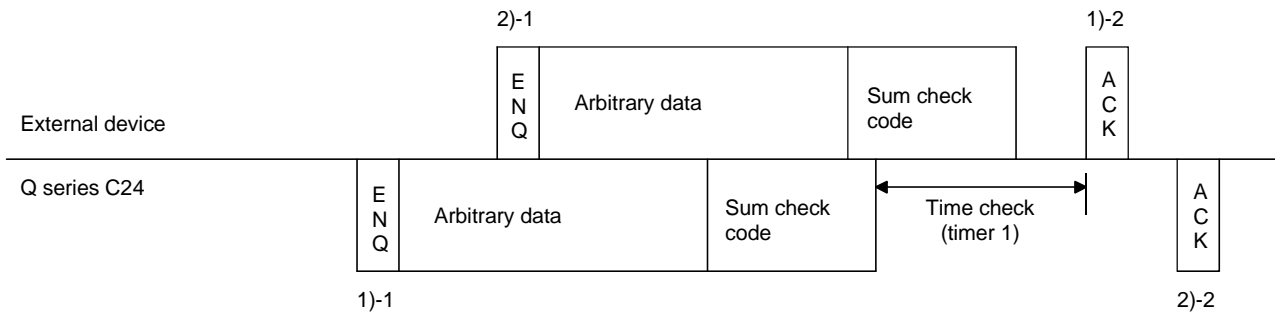 2)-1
1)-2
E
N
Q
Arbitrary data
Sum check
code
A
C
K
External device
Q series C24
E
N
Q
Arbitrary data
Sum check
code
Time check
(timer 1)
A
C
K
1)-1
2)-2